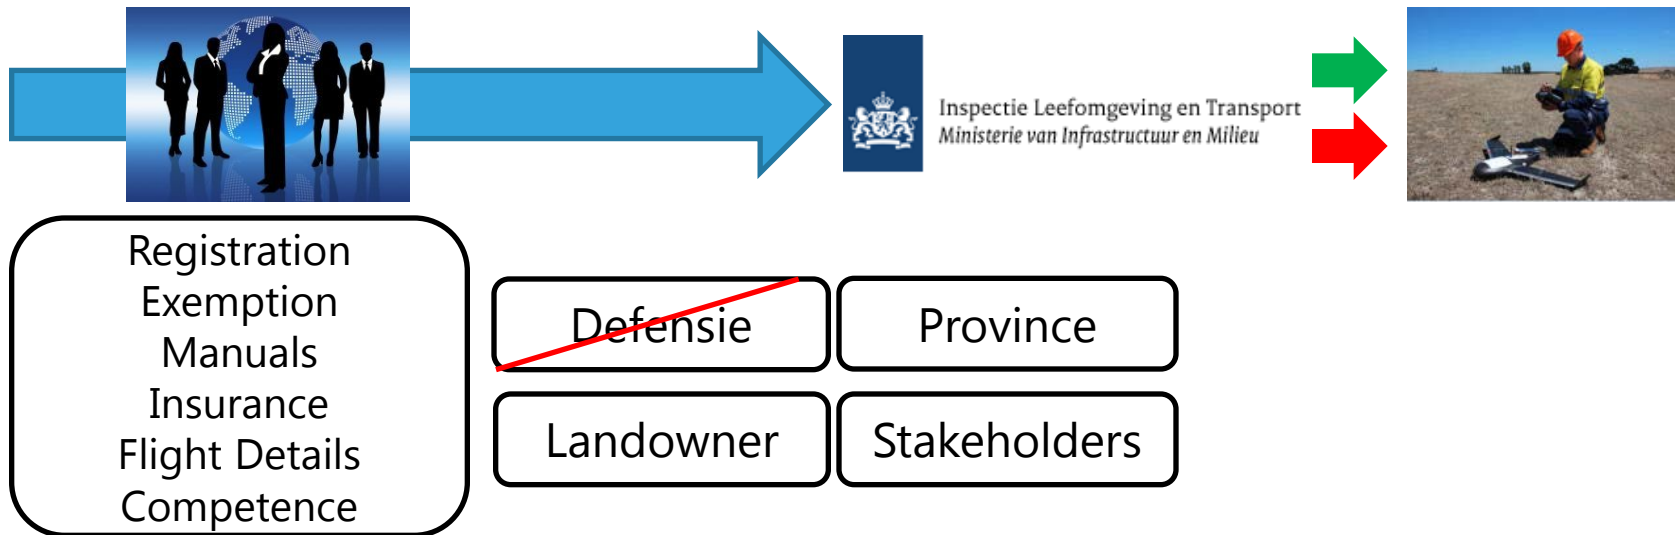 Inspectie Leefomgeving en Transport
Ministerie van Infrastructuur en Milieu
Registration
Exemption
Manuals
Insurance
Flight Details
Competence
Defensie
Province
Landowner
Stakeholders